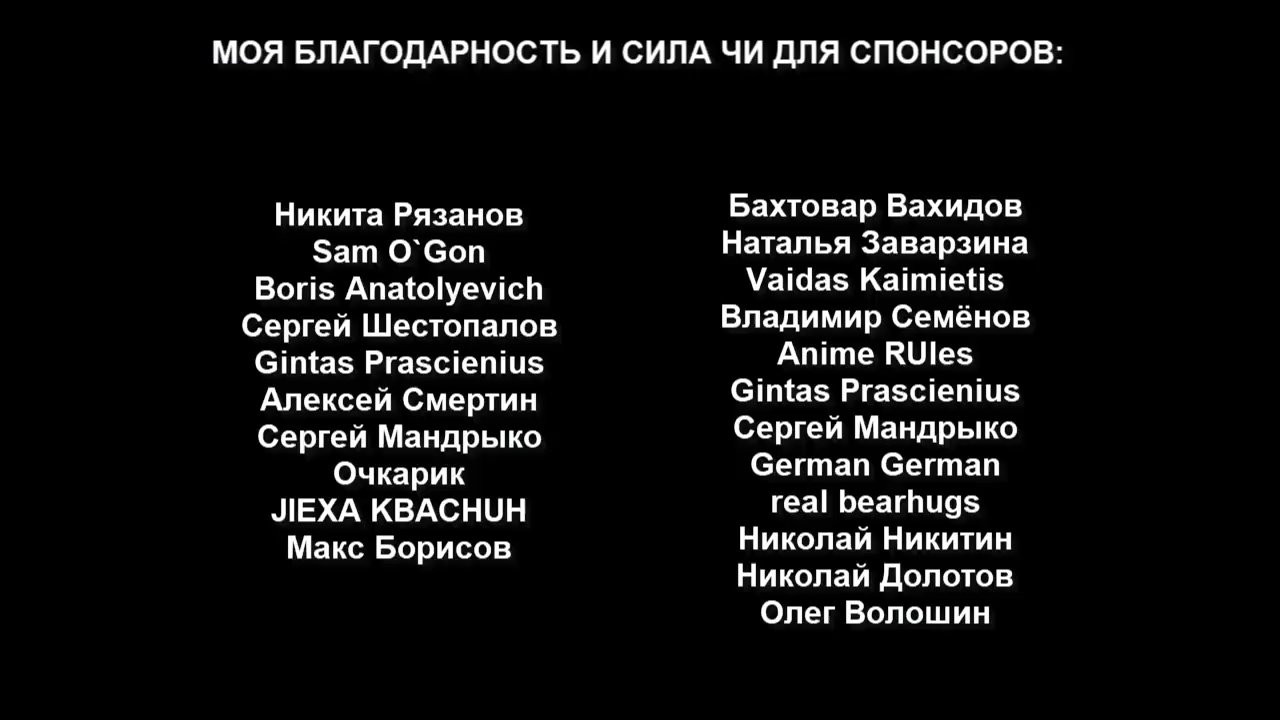 МОЯ БЛАГОДАРНОСТЬ И СИЛА ЧИ ДЛЯ СПОНСОРОВ:
Никита Рязанов
Sam O`Gon
Boris Anatolyevich
Сергей Шестопалов
Gintas Prascienius
Алексей Смертин
Сергей Мандрыко
Очкарик
JIEXA KBACHUH
Макс Борисов
Бахтовар Вахидов
Наталья Заварзина
Vaidas Kaimietis
Владимир Семёнов
Anime RUles
Gintas Prascienius
Сергей Мандрыко
German German
real bearhugs
Николай Никитин
Николай Долотов
Олег Волошин